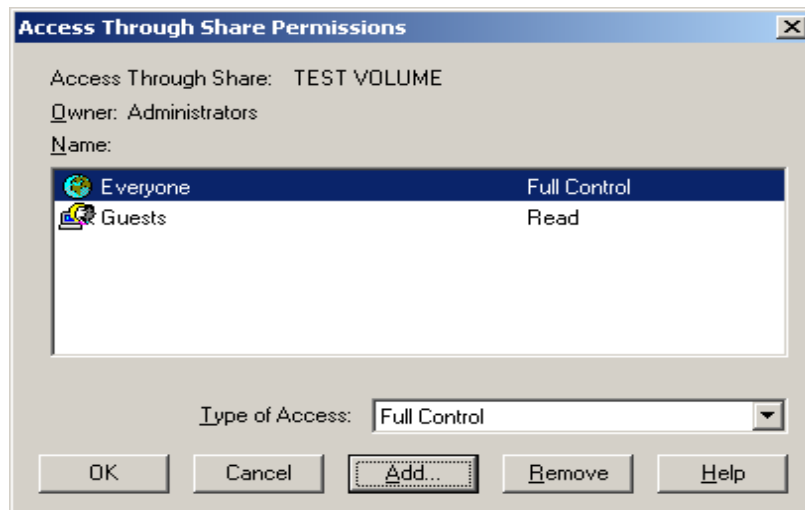 Access Through Share Permissions
Access Through Share: TEST VOLUME
Owner: Administrators
Name:
Everyone Full Control
Guests Read
Type of Access: Full Control
OK Cancel Add... Remove Help